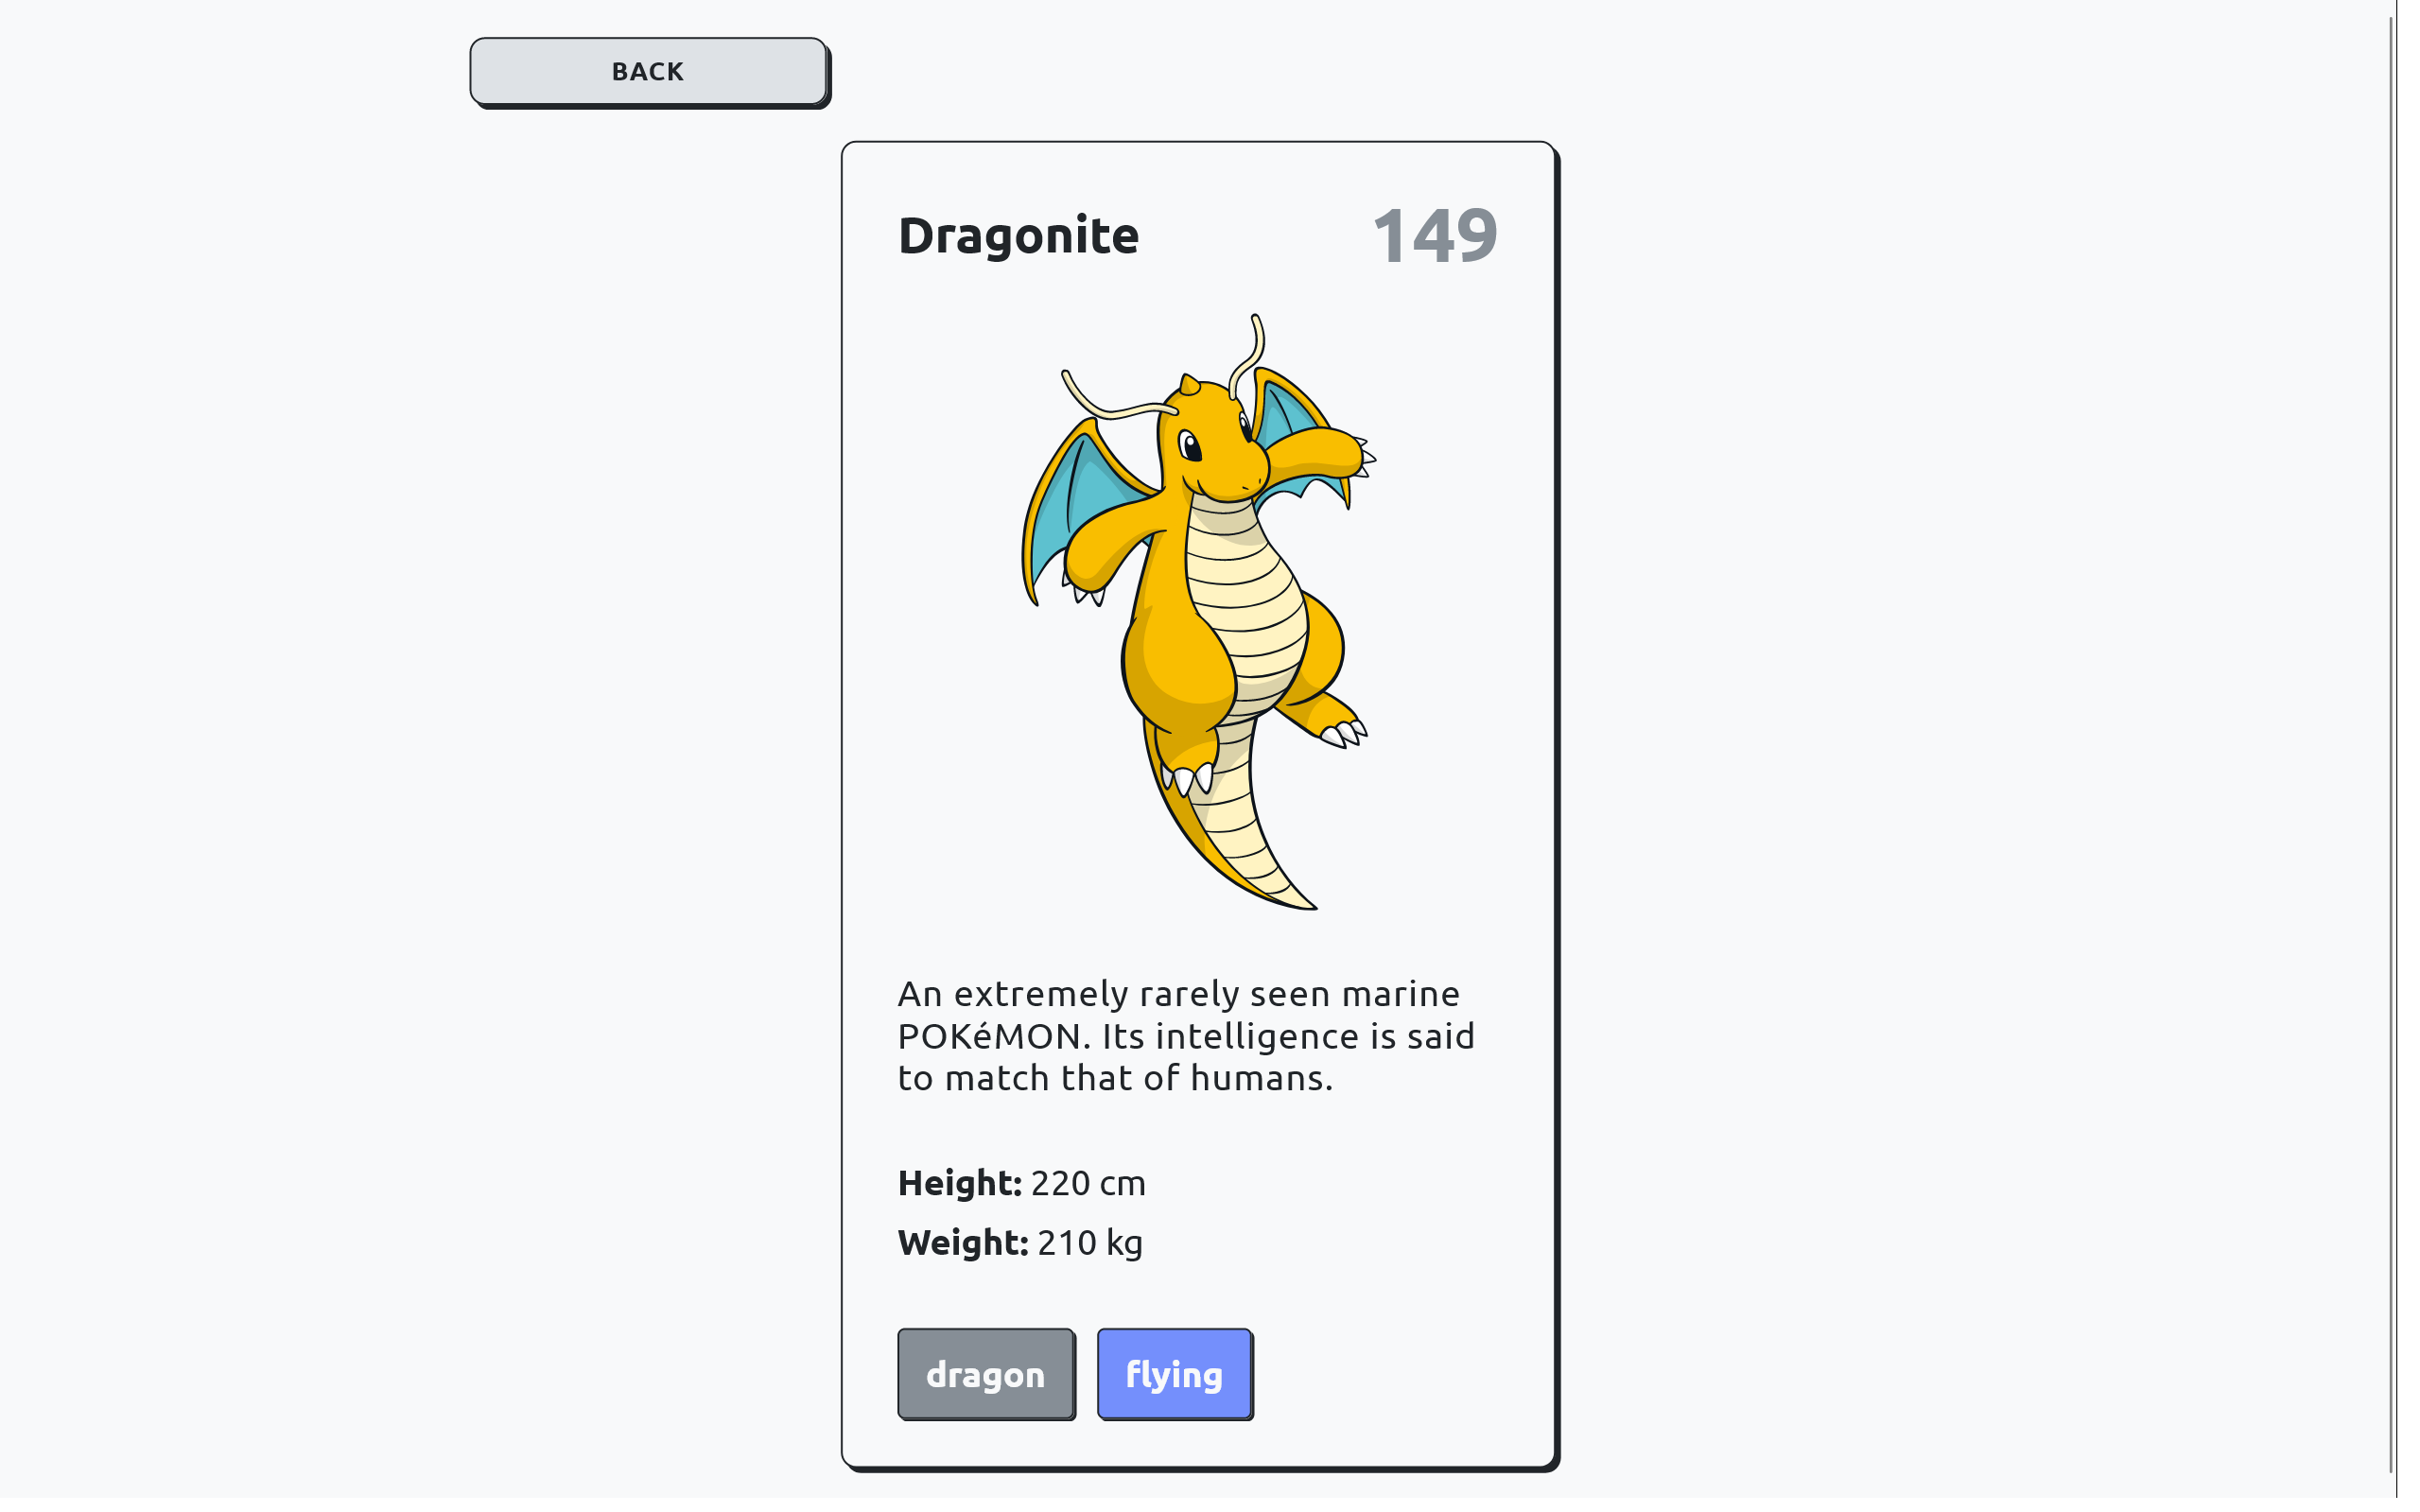 BACK
Dragonite
149
An extremely rarely seen marine
POKéMON. Its intelligence is said
to match that of humans.
Height: 220 cm
Weight: 210 kg
dragon
flying